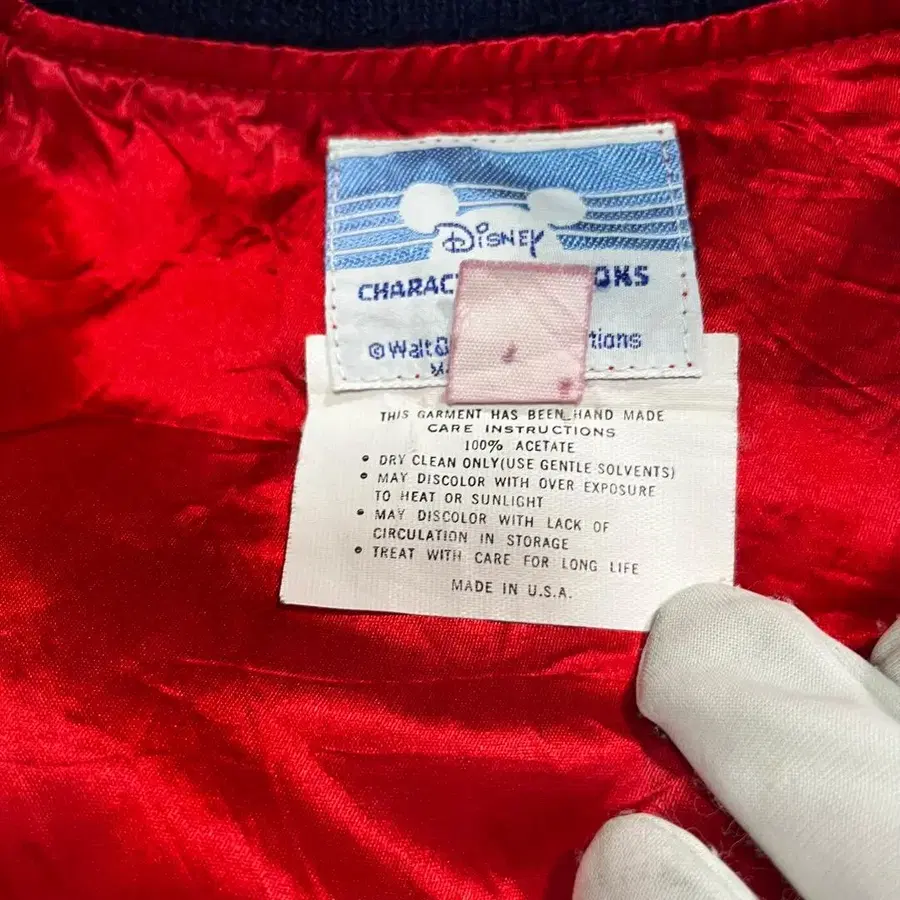 Disney
CHARAC OKS
©Walt tions
THIS GARMENT HAS BEEN HAND MADE
CARE INSTRUCTIONS
100% ACETATE
• DRY CLEAN ONLY(USE GENTLE SOLVENTS)
• MAY DISCOLOR WITH OVER EXPOSURE
TO HEAT OR SUNLIGHT
• MAY DISCOLOR WITH LACK OF
CIRCULATION IN STORAGE
• TREAT WITH CARE FOR LONG LIFE
MADE IN U.S.A.